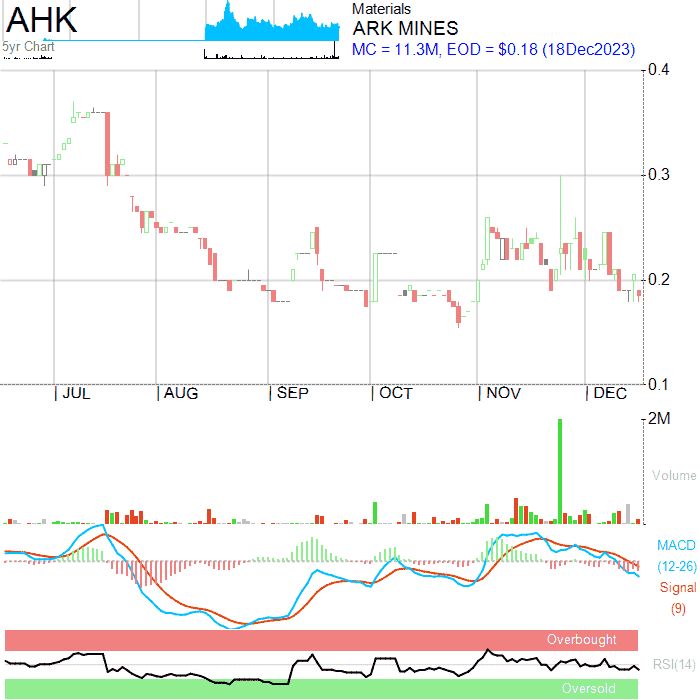 AHK
5yr Chart
Materials
ARK MINES
MC = 11.3M, EOD = $0.18 (18Dec2023)
0.4
0.3
0.2
0.1
JUL AUG SEP OCT NOV DEC
2M
Volume
MACD
(12-26)
Signal
(9)
Overbought
RSI(14)
Oversold